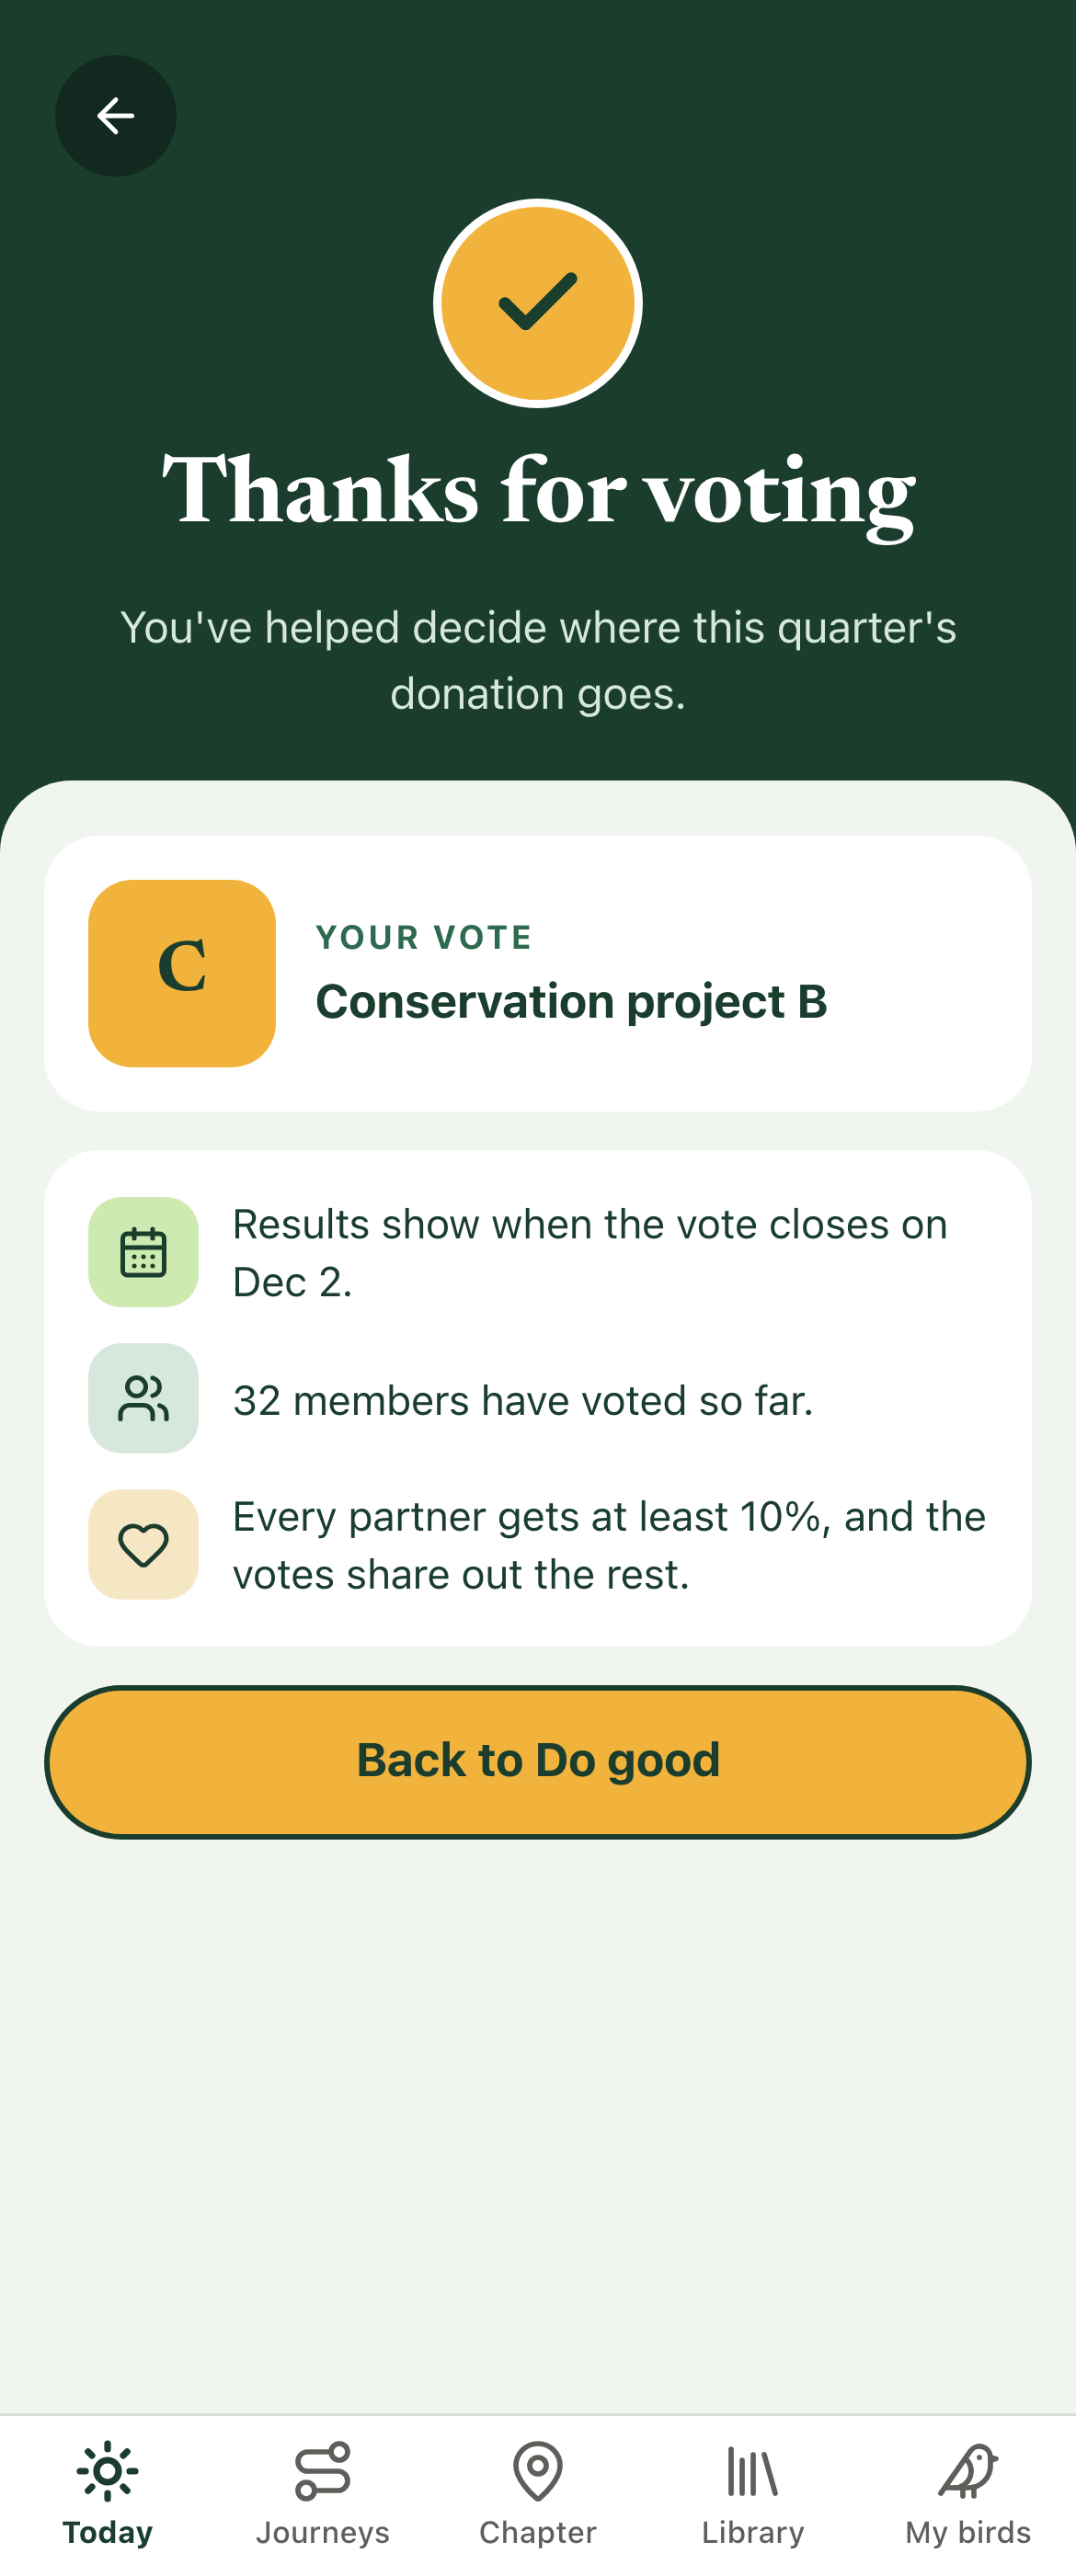 Thanks for voting
You've helped decide where this quarter's
donation goes.
C
YOUR VOTE
Conservation project B
Results show when the vote closes on
Dec 2.
32 members have voted so far.
Every partner gets at least 10%, and the
votes share out the rest.
Back to Do good
Today
Journeys
Chapter
Library
My birds